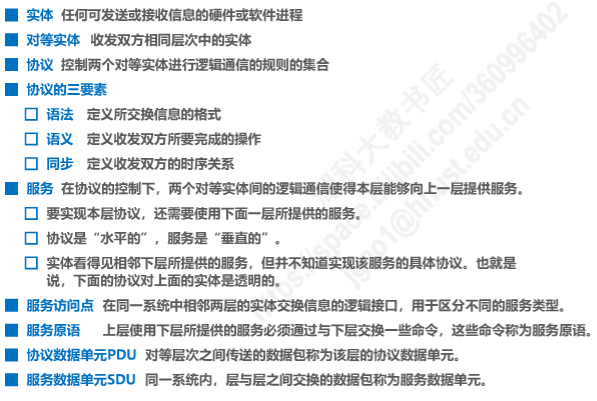 实体 任何可发送或接收信息的硬件或软件进程
对等实体 收发双方相同层次中的实体
协议 控制两个对等实体进行逻辑通信的规则的集合
协议的三要素
语法 定义所交换信息的格式
语义 定义收发双方所要完成的操作
同步 定义收发双方的时序关系
服务 在协议的控制下，两个对等实体间的逻辑通信使得本层能够向上一层提供服务。
要实现本层协议，还需要使用下面一层所提供的服务。
协议是“水平的”，服务是“垂直的”。
实体看得见相邻下层所提供的服务，但并不知道实现该服务的具体协议。也就是
说，下面的协议对上面的实体是透明的。
服务访问点 在同一系统中相邻两层的实体交换信息的逻辑接口，用于区分不同的服务类型。
服务原语 上层使用下层所提供的服务必须通过与下层交换一些命令，这些命令称为服务原语。
协议数据单元PDU 对等层次之间传送的数据包称为该层的协议数据单元。
服务数据单元SDU 同一系统内，层与层之间交换的数据包称为服务数据单元。